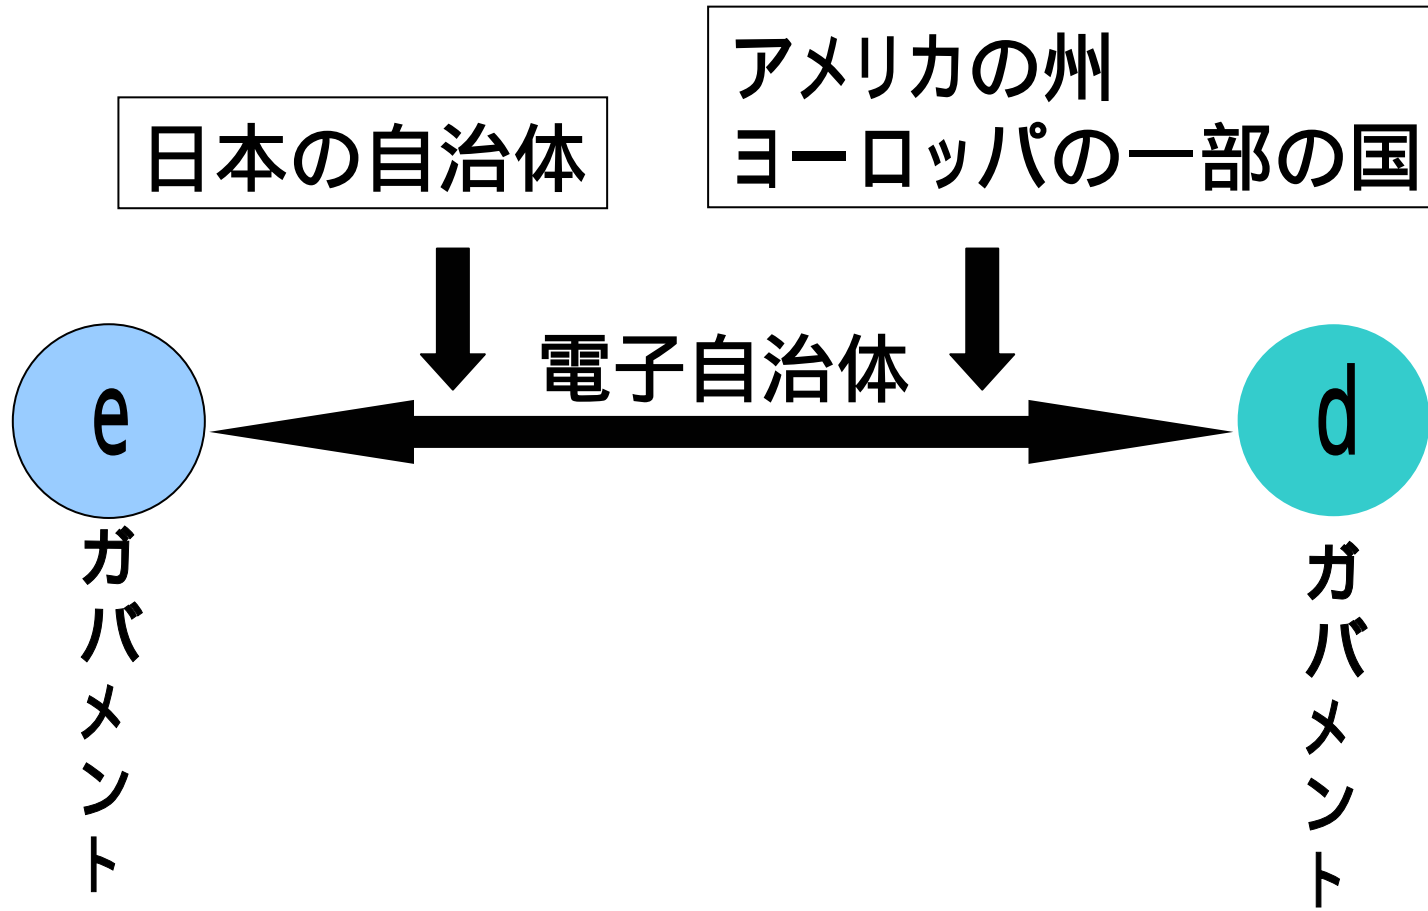 アメリカの州
ヨーロッパの一部の国
日本の自治体
電子自治体
e
ガバメント
d
ガバメント